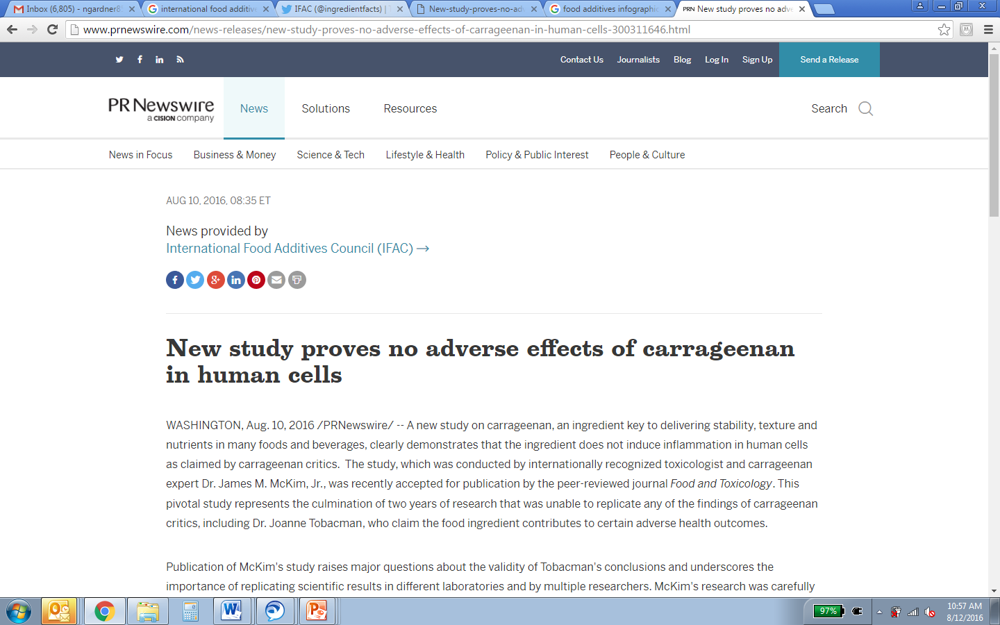 Inbox (6,805) - ngardner8
international food additive
IFAC (@ingredientfacts) |
New-study-proves-no-ad
food additives infographic
PRN New study proves no adve
www.prnewswire.com/news-releases/new-study-proves-no-adverse-effects-of-carrageenan-in-human-cells-300311646.html
Contact Us Journalists Blog Log In Sign Up Send a Release
PR Newswire
a CISION company
News Solutions Resources Search
News in Focus Business & Money Science & Tech Lifestyle & Health Policy & Public Interest People & Culture
AUG 10, 2016, 08:35 ET
News provided by
International Food Additives Council (IFAC) →
New study proves no adverse effects of carrageenan
in human cells
WASHINGTON, Aug. 10, 2016 /PRNewswire/ -- A new study on carrageenan, an ingredient key to delivering stability, texture and
nutrients in many foods and beverages, clearly demonstrates that the ingredient does not induce inflammation in human cells
as claimed by carrageenan critics.  The study, which was conducted by internationally recognized toxicologist and carrageenan
expert Dr. James M. McKim, Jr., was recently accepted for publication by the peer-reviewed journal Food and Toxicology. This
pivotal study represents the culmination of two years of research that was unable to replicate any of the findings of carrageenan
critics, including Dr. Joanne Tobacman, who claim the food ingredient contributes to certain adverse health outcomes.
Publication of McKim's study raises major questions about the validity of Tobacman's conclusions and underscores the
importance of replicating scientific results in different laboratories and by multiple researchers. McKim's research was carefully
97%
10:57 AM
8/12/2016